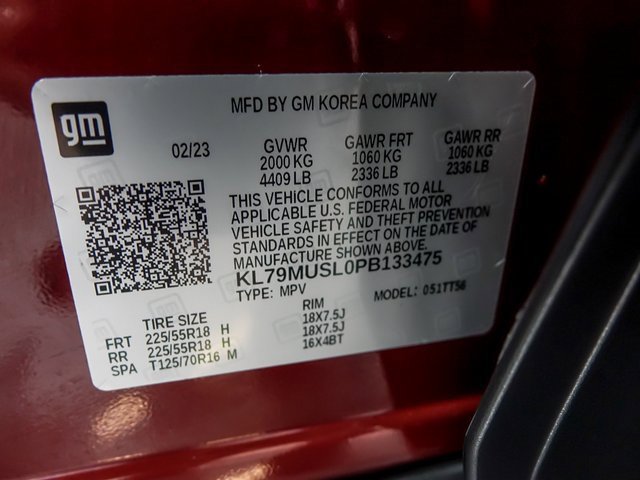 gm
MFD BY GM KOREA COMPANY
02/23
GVWR
2000 KG
4409 LB
GAWR FRT
1060 KG
2336 LB
GAWR RR
1060 KG
2336 LB
THIS VEHICLE CONFORMS TO ALL
APPLICABLE U.S. FEDERAL MOTOR
VEHICLE SAFETY AND THEFT PREVENTION
STANDARDS IN EFFECT ON THE DATE OF
MANUFACTURE SHOWN ABOVE.
KL79MUSL0PB133475
TYPE: MPV
MODEL: 051TT56
TIRE SIZE
RIM
FRT 225/55R18 H 18X7.5J
RR 225/55R18 H 18X7.5J
SPA T125/70R16 M 16X4BT